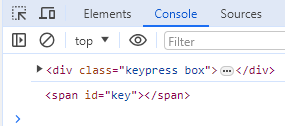 Elements Console Sources
top Filter
<div class="keypress box">…</div>
<span id="key"></span>